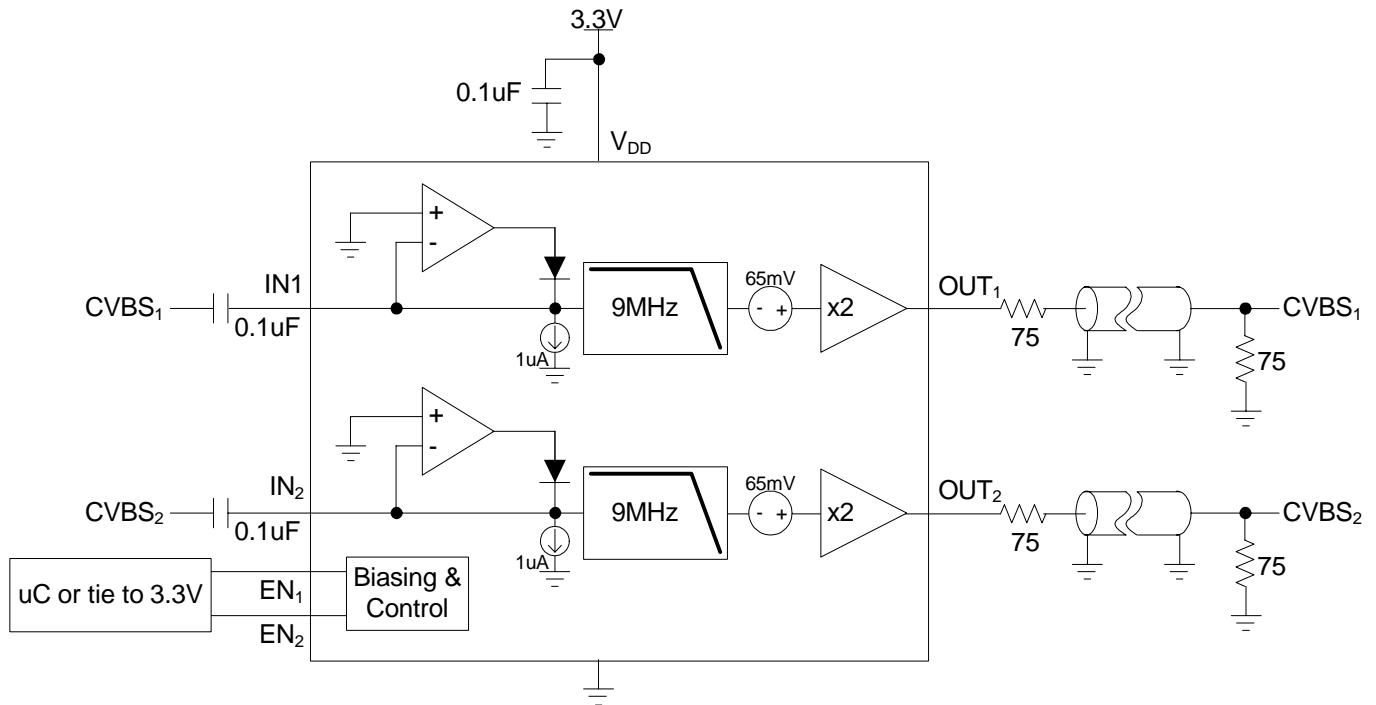 3.3V
0.1uF
V_DD
+
-
IN1
CVBS₁
0.1uF
1uA
9MHz
65mV
- +
x2
OUT₁
75
CVBS₁
75
+
-
IN₂
CVBS₂
0.1uF
1uA
9MHz
65mV
- +
x2
OUT₂
75
CVBS₂
75
uC or tie to 3.3V
EN₁
EN₂
Biasing &
Control